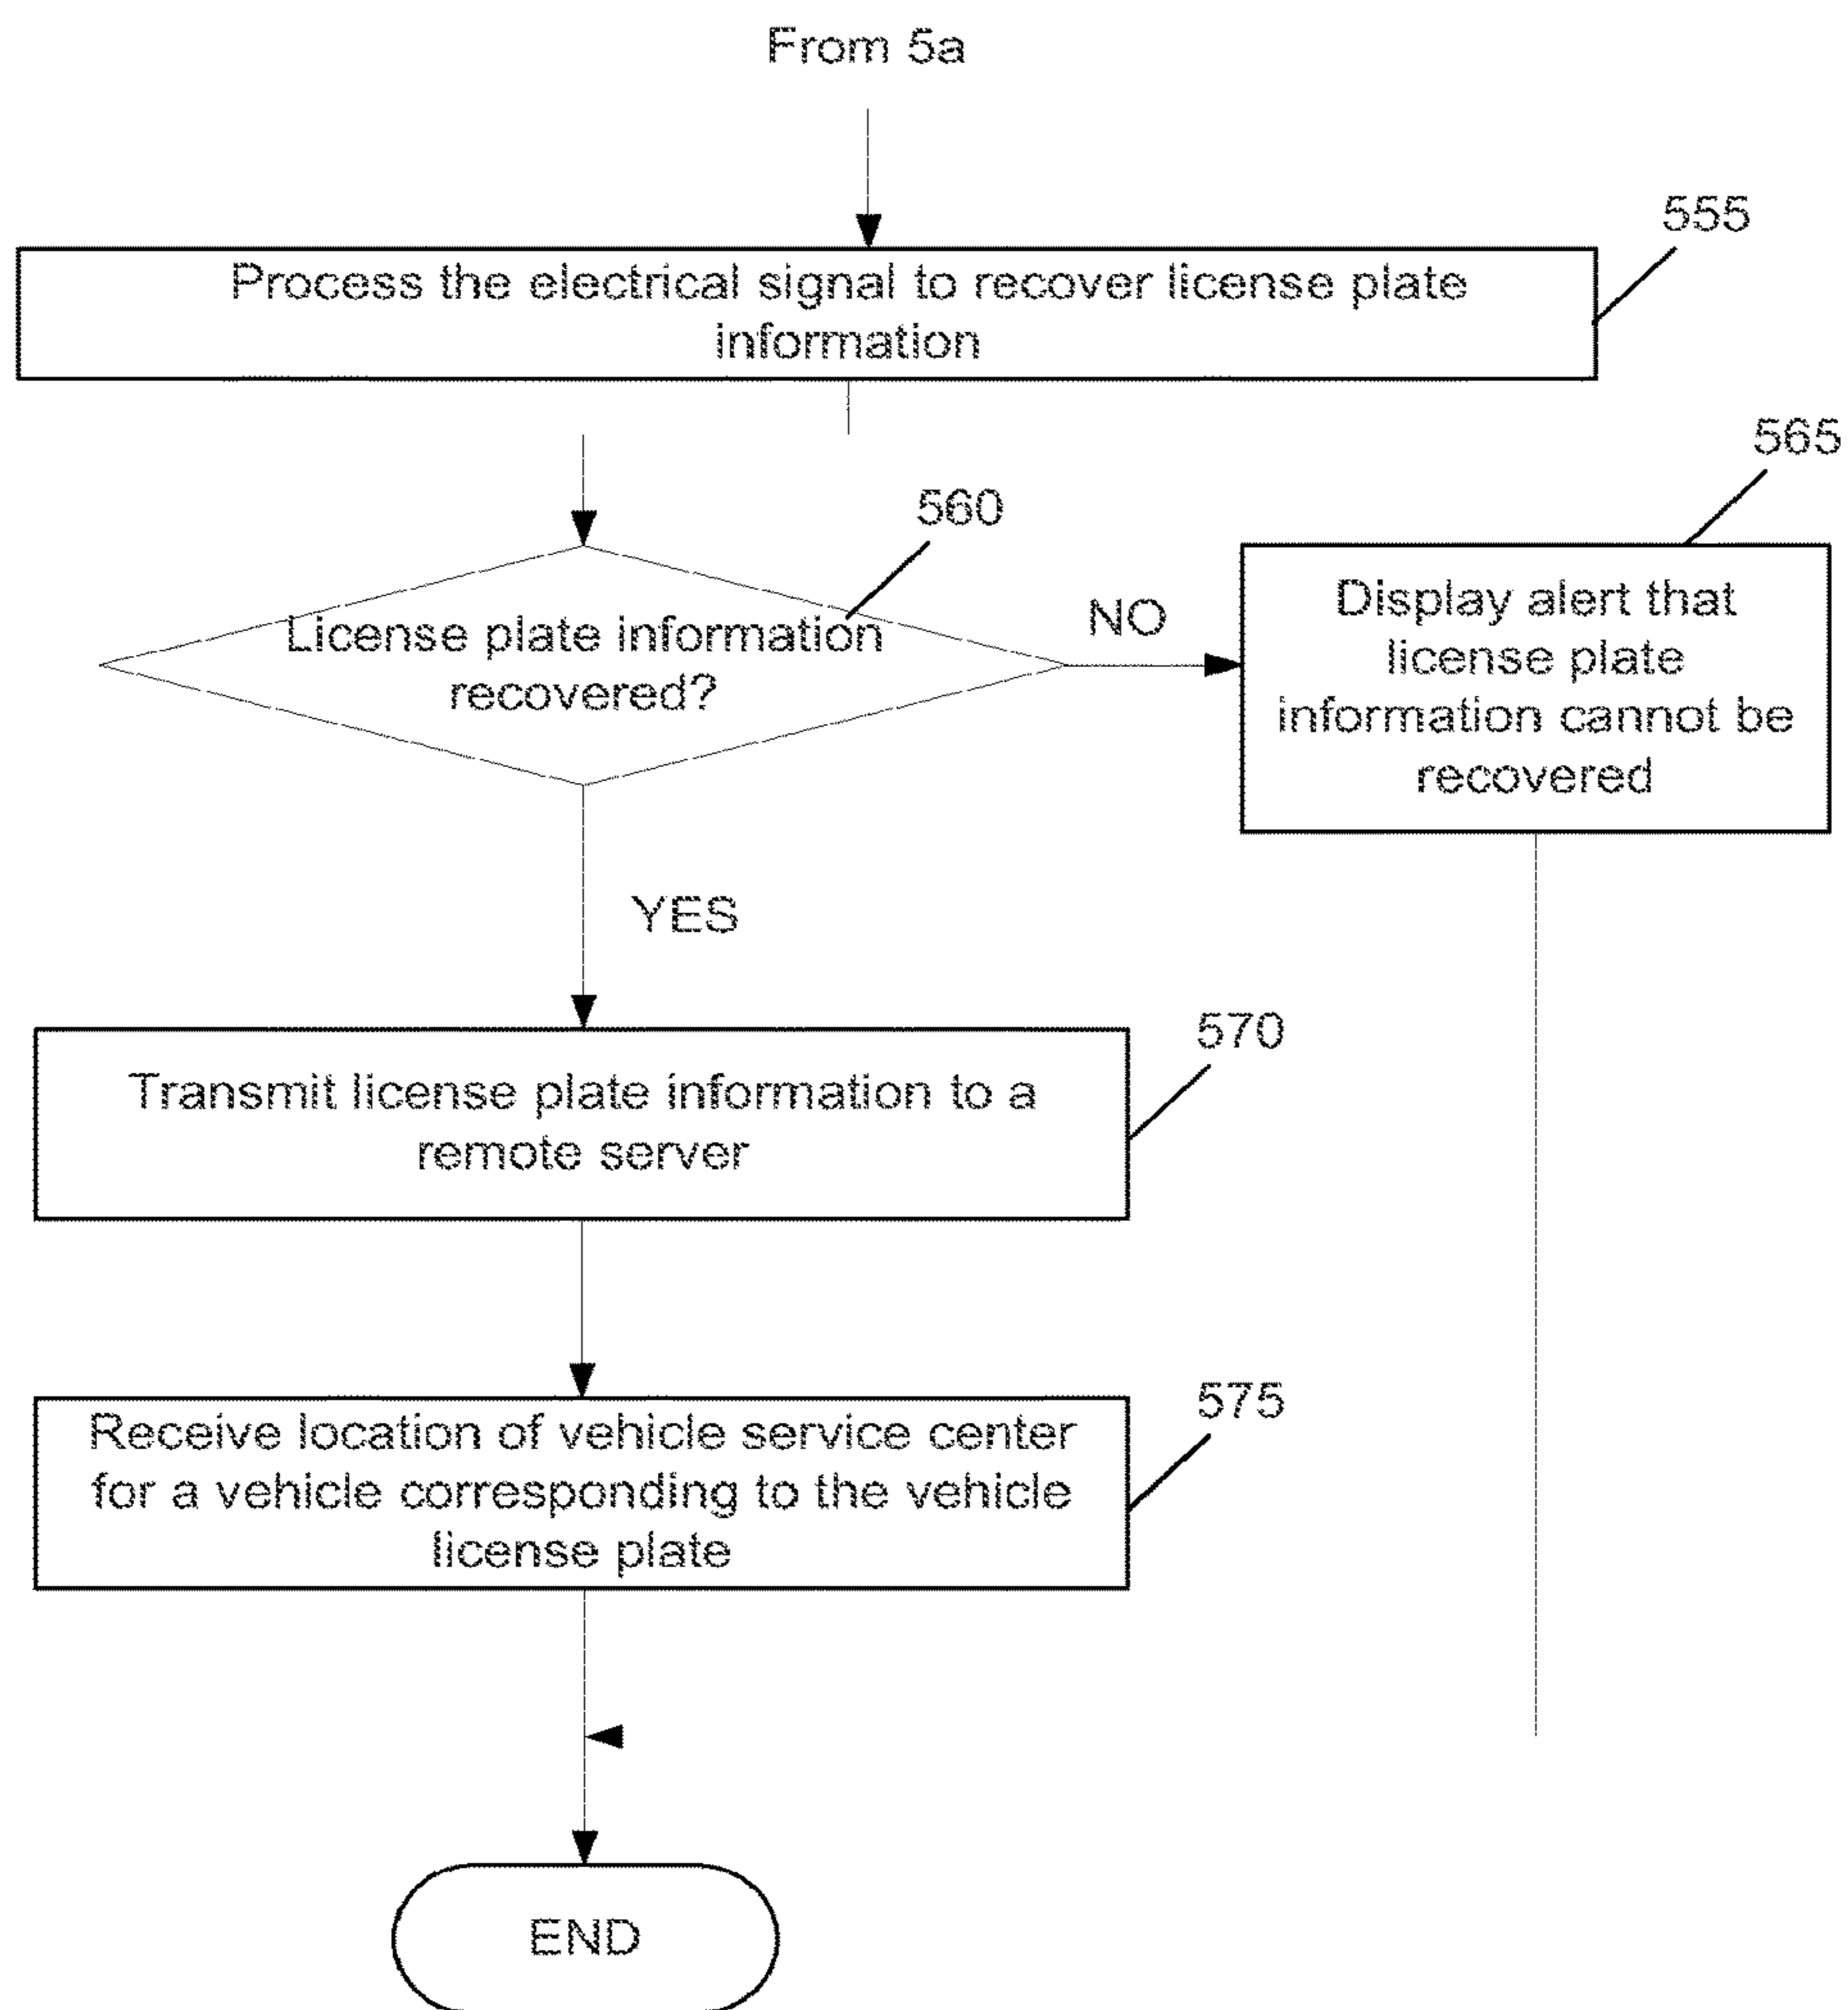 From 5a
555
Process the electrical signal to recover license plate
information
565
560
License plate information
recovered?
NO
Display alert that
license plate
information cannot be
recovered
YES
570
Transmit license plate information to a
remote server
575
Receive location of vehicle service center
for a vehicle corresponding to the vehicle
license plate
END